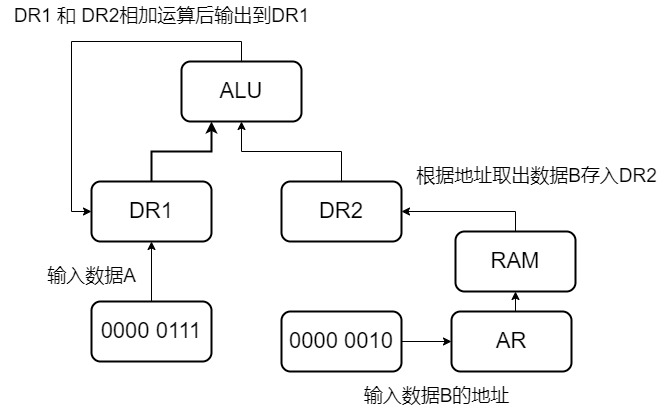 DR1 和 DR2相加运算后输出到DR1
ALU
根据地址取出数据B存入DR2
DR1
DR2
RAM
输入数据A
0000 0111
0000 0010
AR
输入数据B的地址